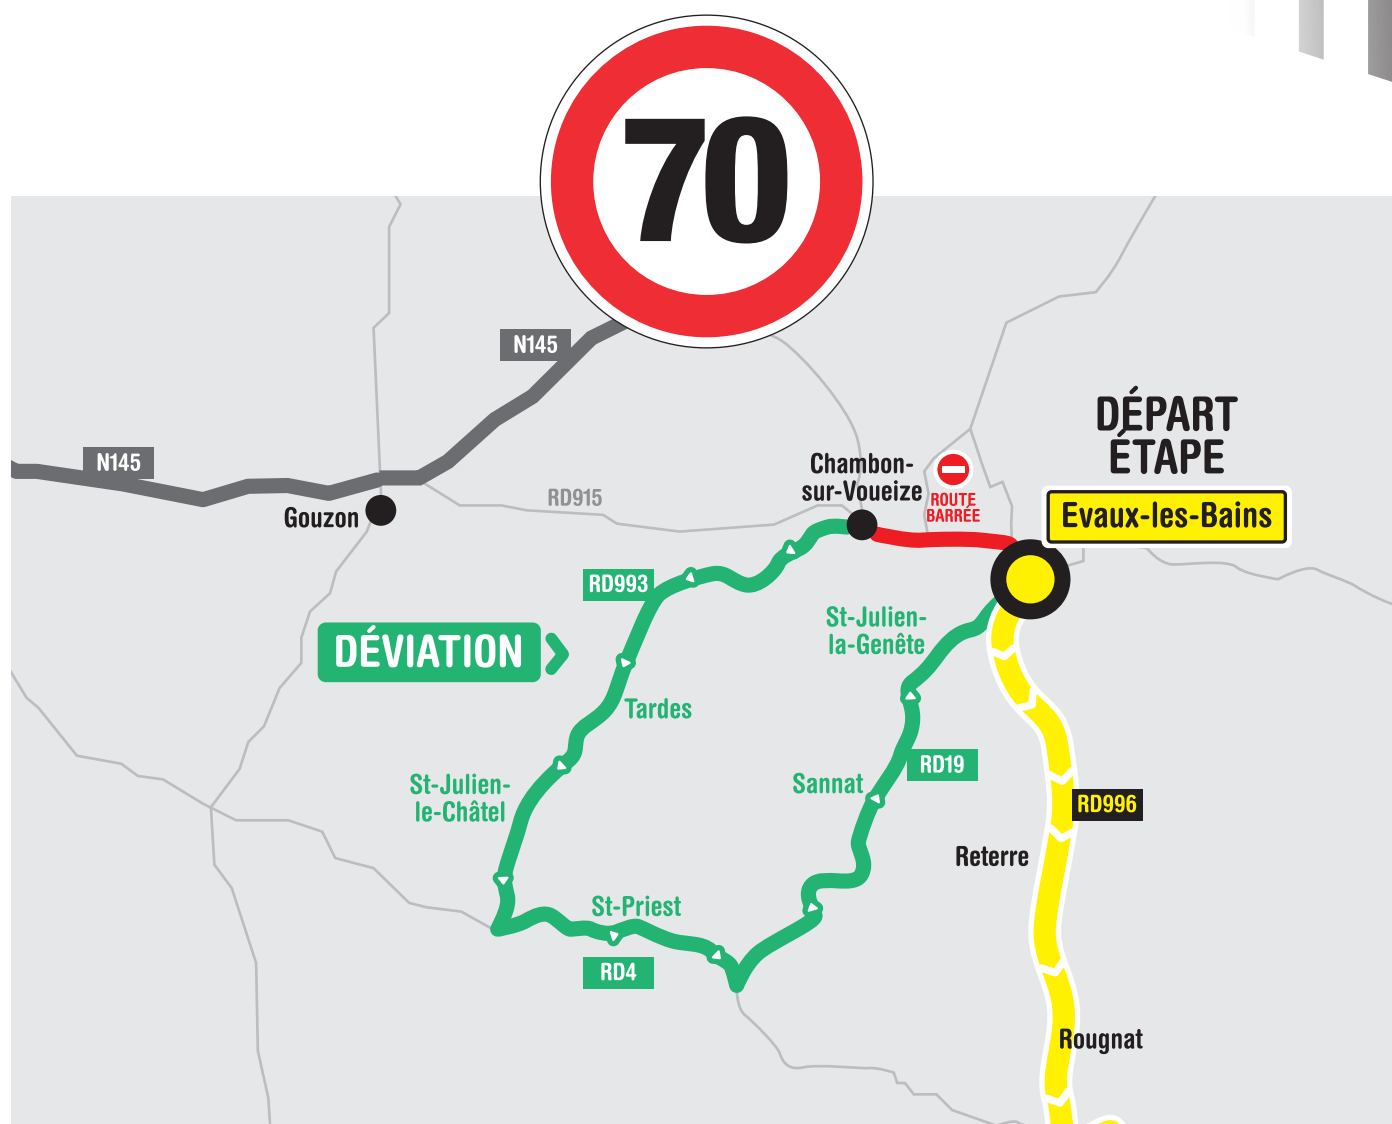 70
N145
N145
Gouzon
RD915
Chambon-
sur-Voueize
ROUTE
BARRÉE
DÉPART
ÉTAPE
Evaux-les-Bains
RD993
DÉVIATION
St-Julien-
la-Genête
Tardes
St-Julien-
le-Châtel
Sannat
RD19
RD996
Reterre
St-Priest
RD4
Rougnat